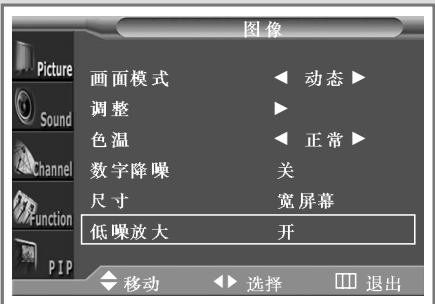 图像
Picture
Sound
Channel
Function
PIP
画面模式 ◀ 动态 ▶
调整 ▶
色温 ◀ 正常 ▶
数字降噪 关
尺寸 宽屏幕
低噪放大 开
移动 选择 退出